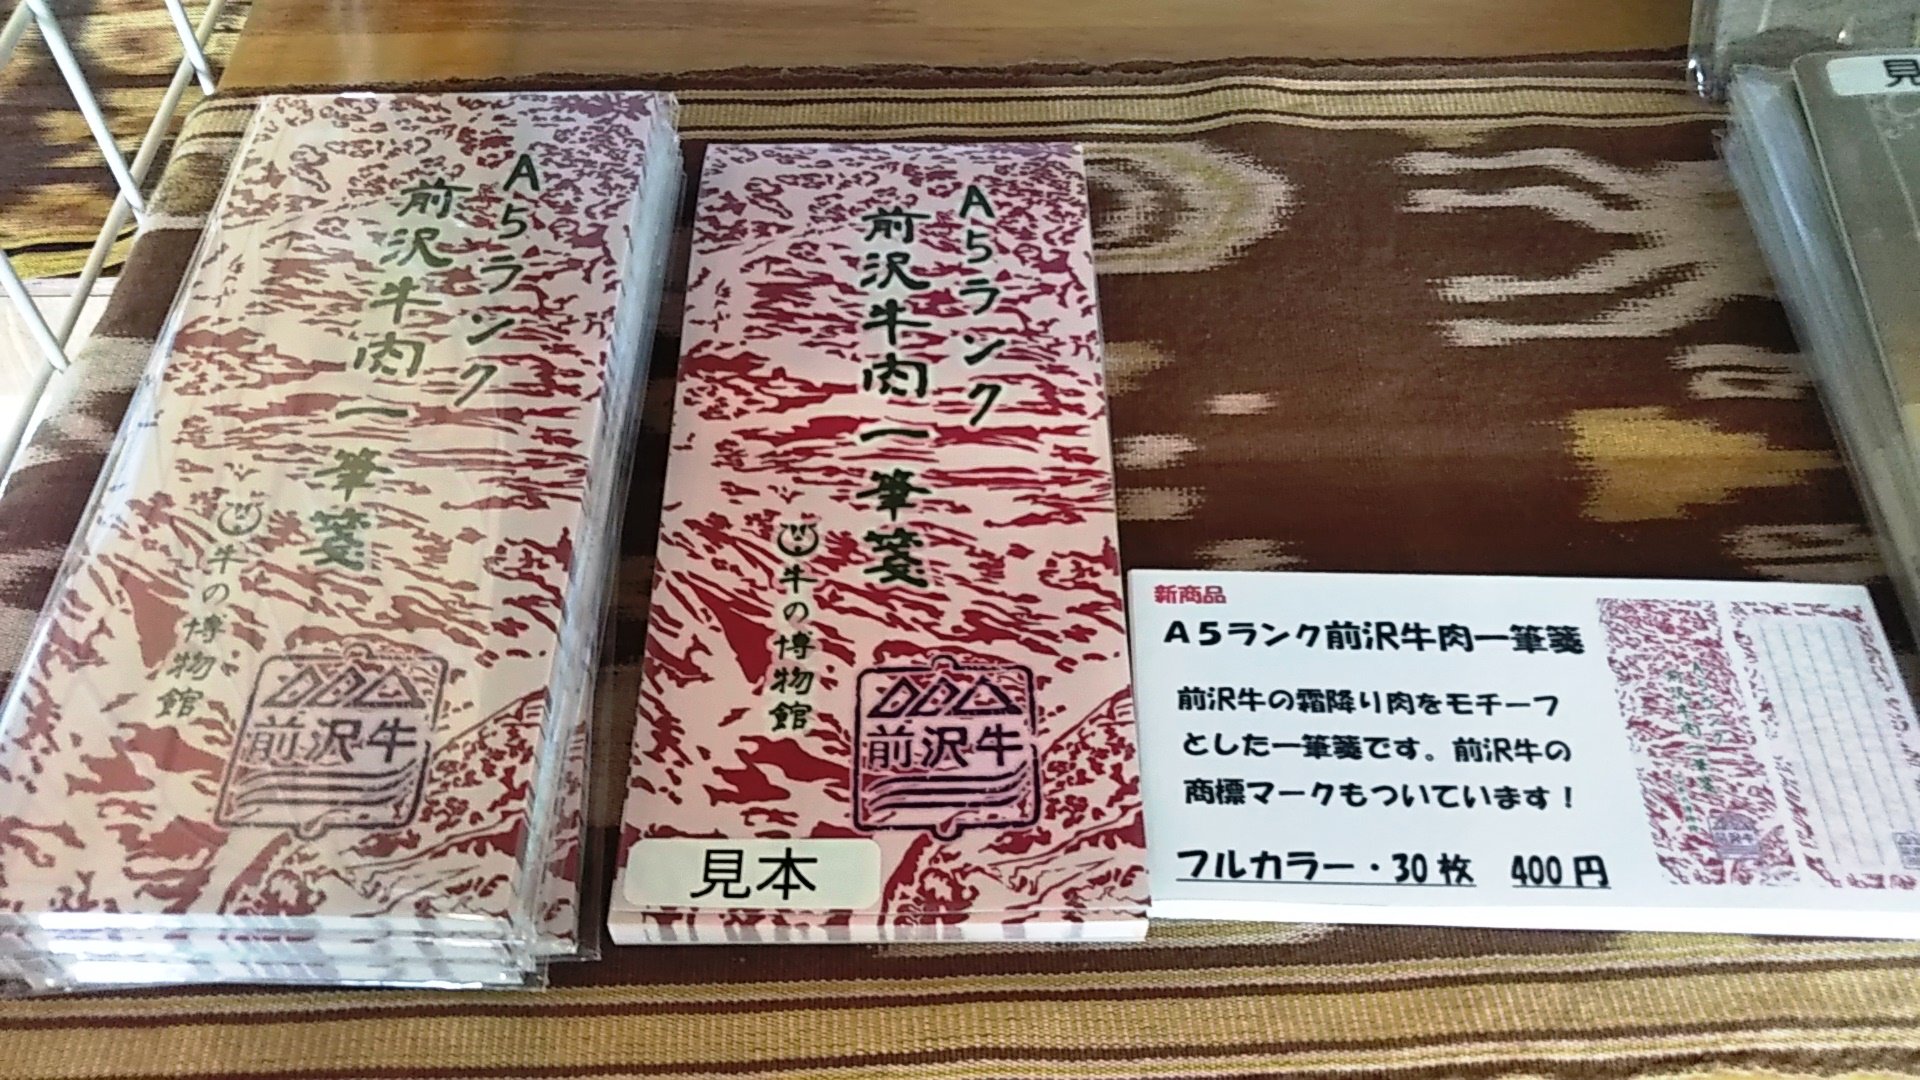 A5ランク
前沢牛肉一筆箋
牛の博物館
前沢牛
A5ランク
前沢牛肉一筆箋
牛の博物館
前沢牛
見本
新商品
A5ランク前沢牛肉一筆箋
前沢牛の霜降り肉をモチーフ
とした一筆箋です。前沢牛の
商標マークもついています!
フルカラー・30枚 400円
見